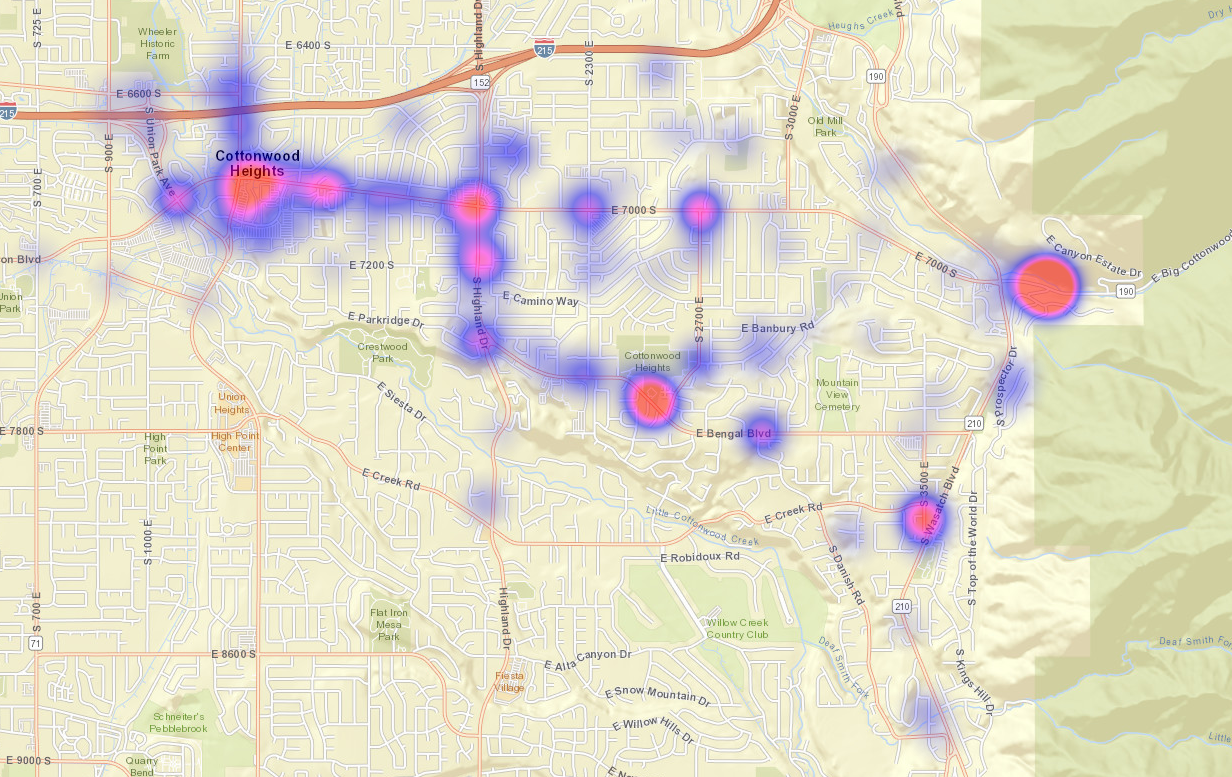 S 725 E
Wheeler
Historic
Farm
E 6400 S
S Highland Dr
215
S 2300 E
Heughs Creek
Blvd
Dry
152
190
E 6600 S
215
S 3000 E
Old Mill
Park
S 900 E
S Union Park Ave
Cottonwood
Heights
S 700 E
E 7000 S
E Canyon Estate Dr
E Big Cottonwood
E 7000 S
on Blvd
E 7200 S
190
Union
Park
S Highland Dr
E Camino Way
S 2700 E
E Parkridge Dr
E Banbury Rd
Crestwood
Park
Cottonwood
Heights
S Prospector Dr
E Siesta Dr
Mountain
View
Cemetery
Union
Heights
210
E 7800 S
High Point
Center
High
Point
Park
E Bengal Blvd
E Creek Rd
S 3500 E
S Wasatch Blvd
S 1000 E
Little Cottonwood Creek
E Creek Rd
S Top of the World Dr
E Robidoux Rd
S Danish Rd
S 700 E
Highland Dr
210
Flat Iron
Mesa
Park
Willow Creek
Country Club
71
Deaf Smith Fork
Deaf Smith For
E 8600 S
E Alta Canyon Dr
S Kings Hill Dr
Fiesta
Village
E Snow Mountain Dr
Schneiter's
Pebblebrook
E Willow Hills Dr
Little
E 9000 S
Quarry
Bend